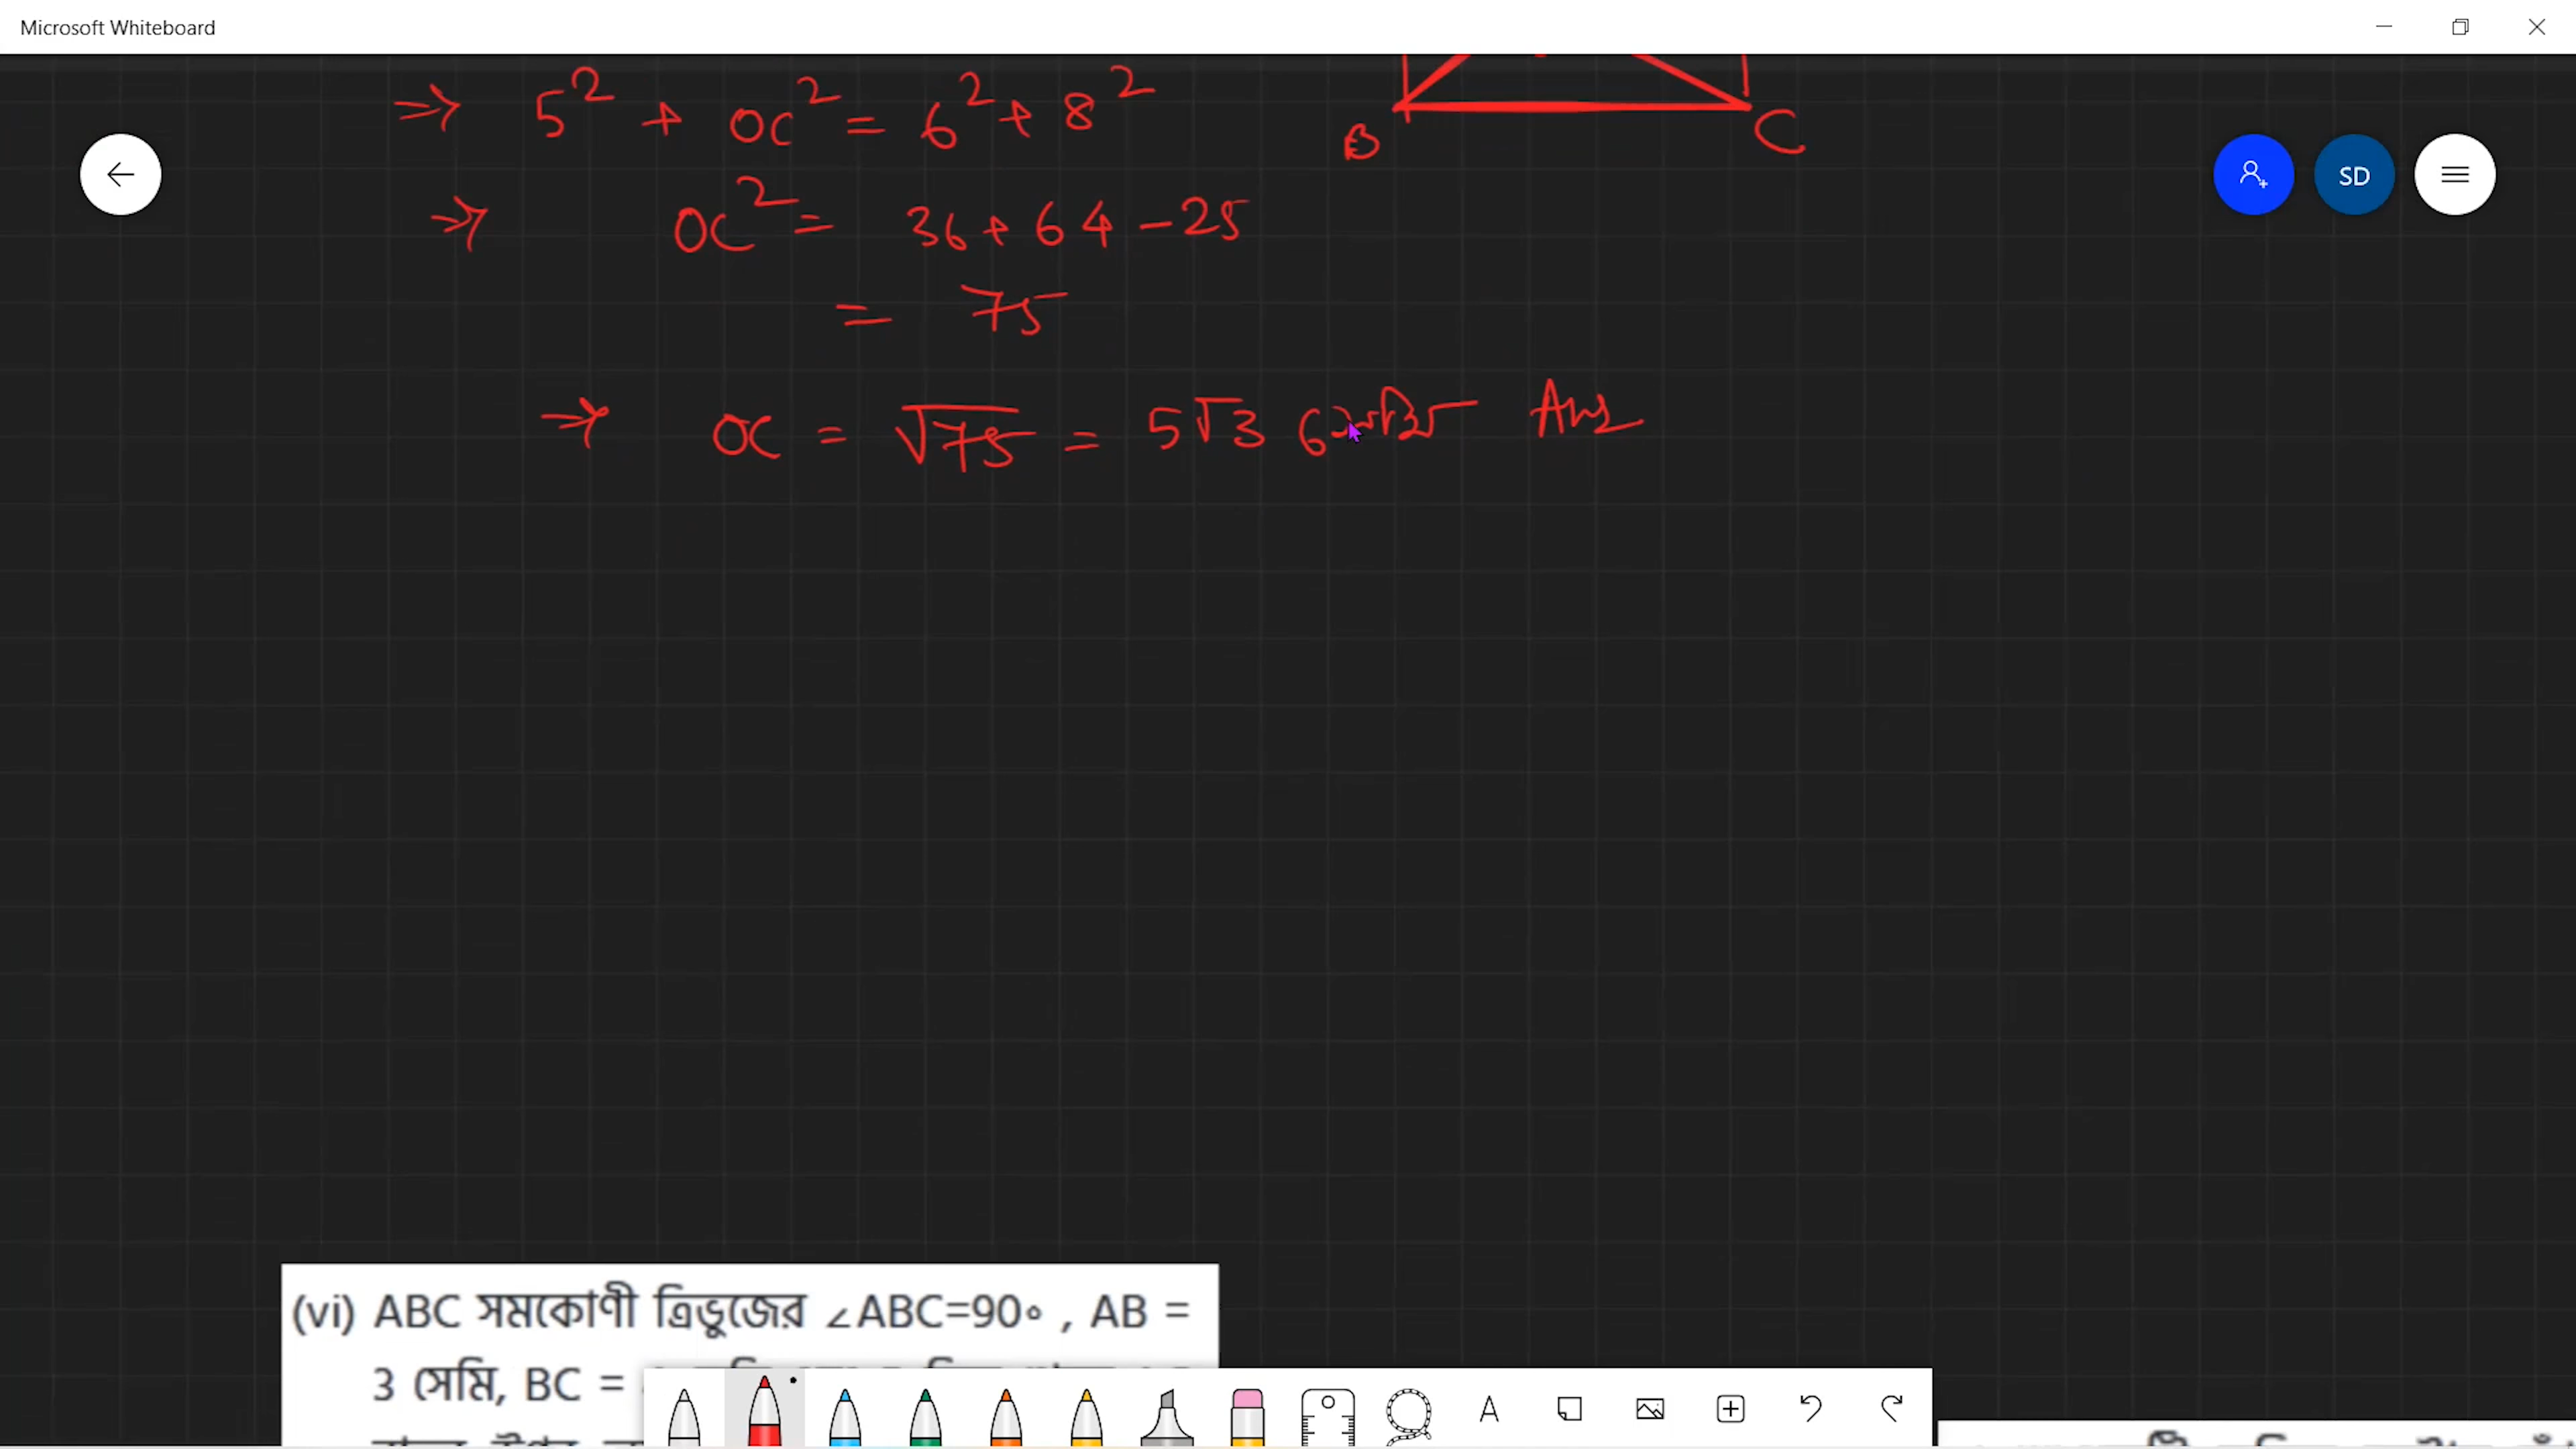 Microsoft Whiteboard
⇒ 5² + OC² = 6² + 8²
B C
SD
⇒ OC² = 36 + 64 - 25
= 75
⇒ OC = √75 = 5√3 সেমি Ans
(vi) ABC সমকোণী ত্রিভুজের ∠ABC=90∘ , AB =
3 সেমি, BC =
A